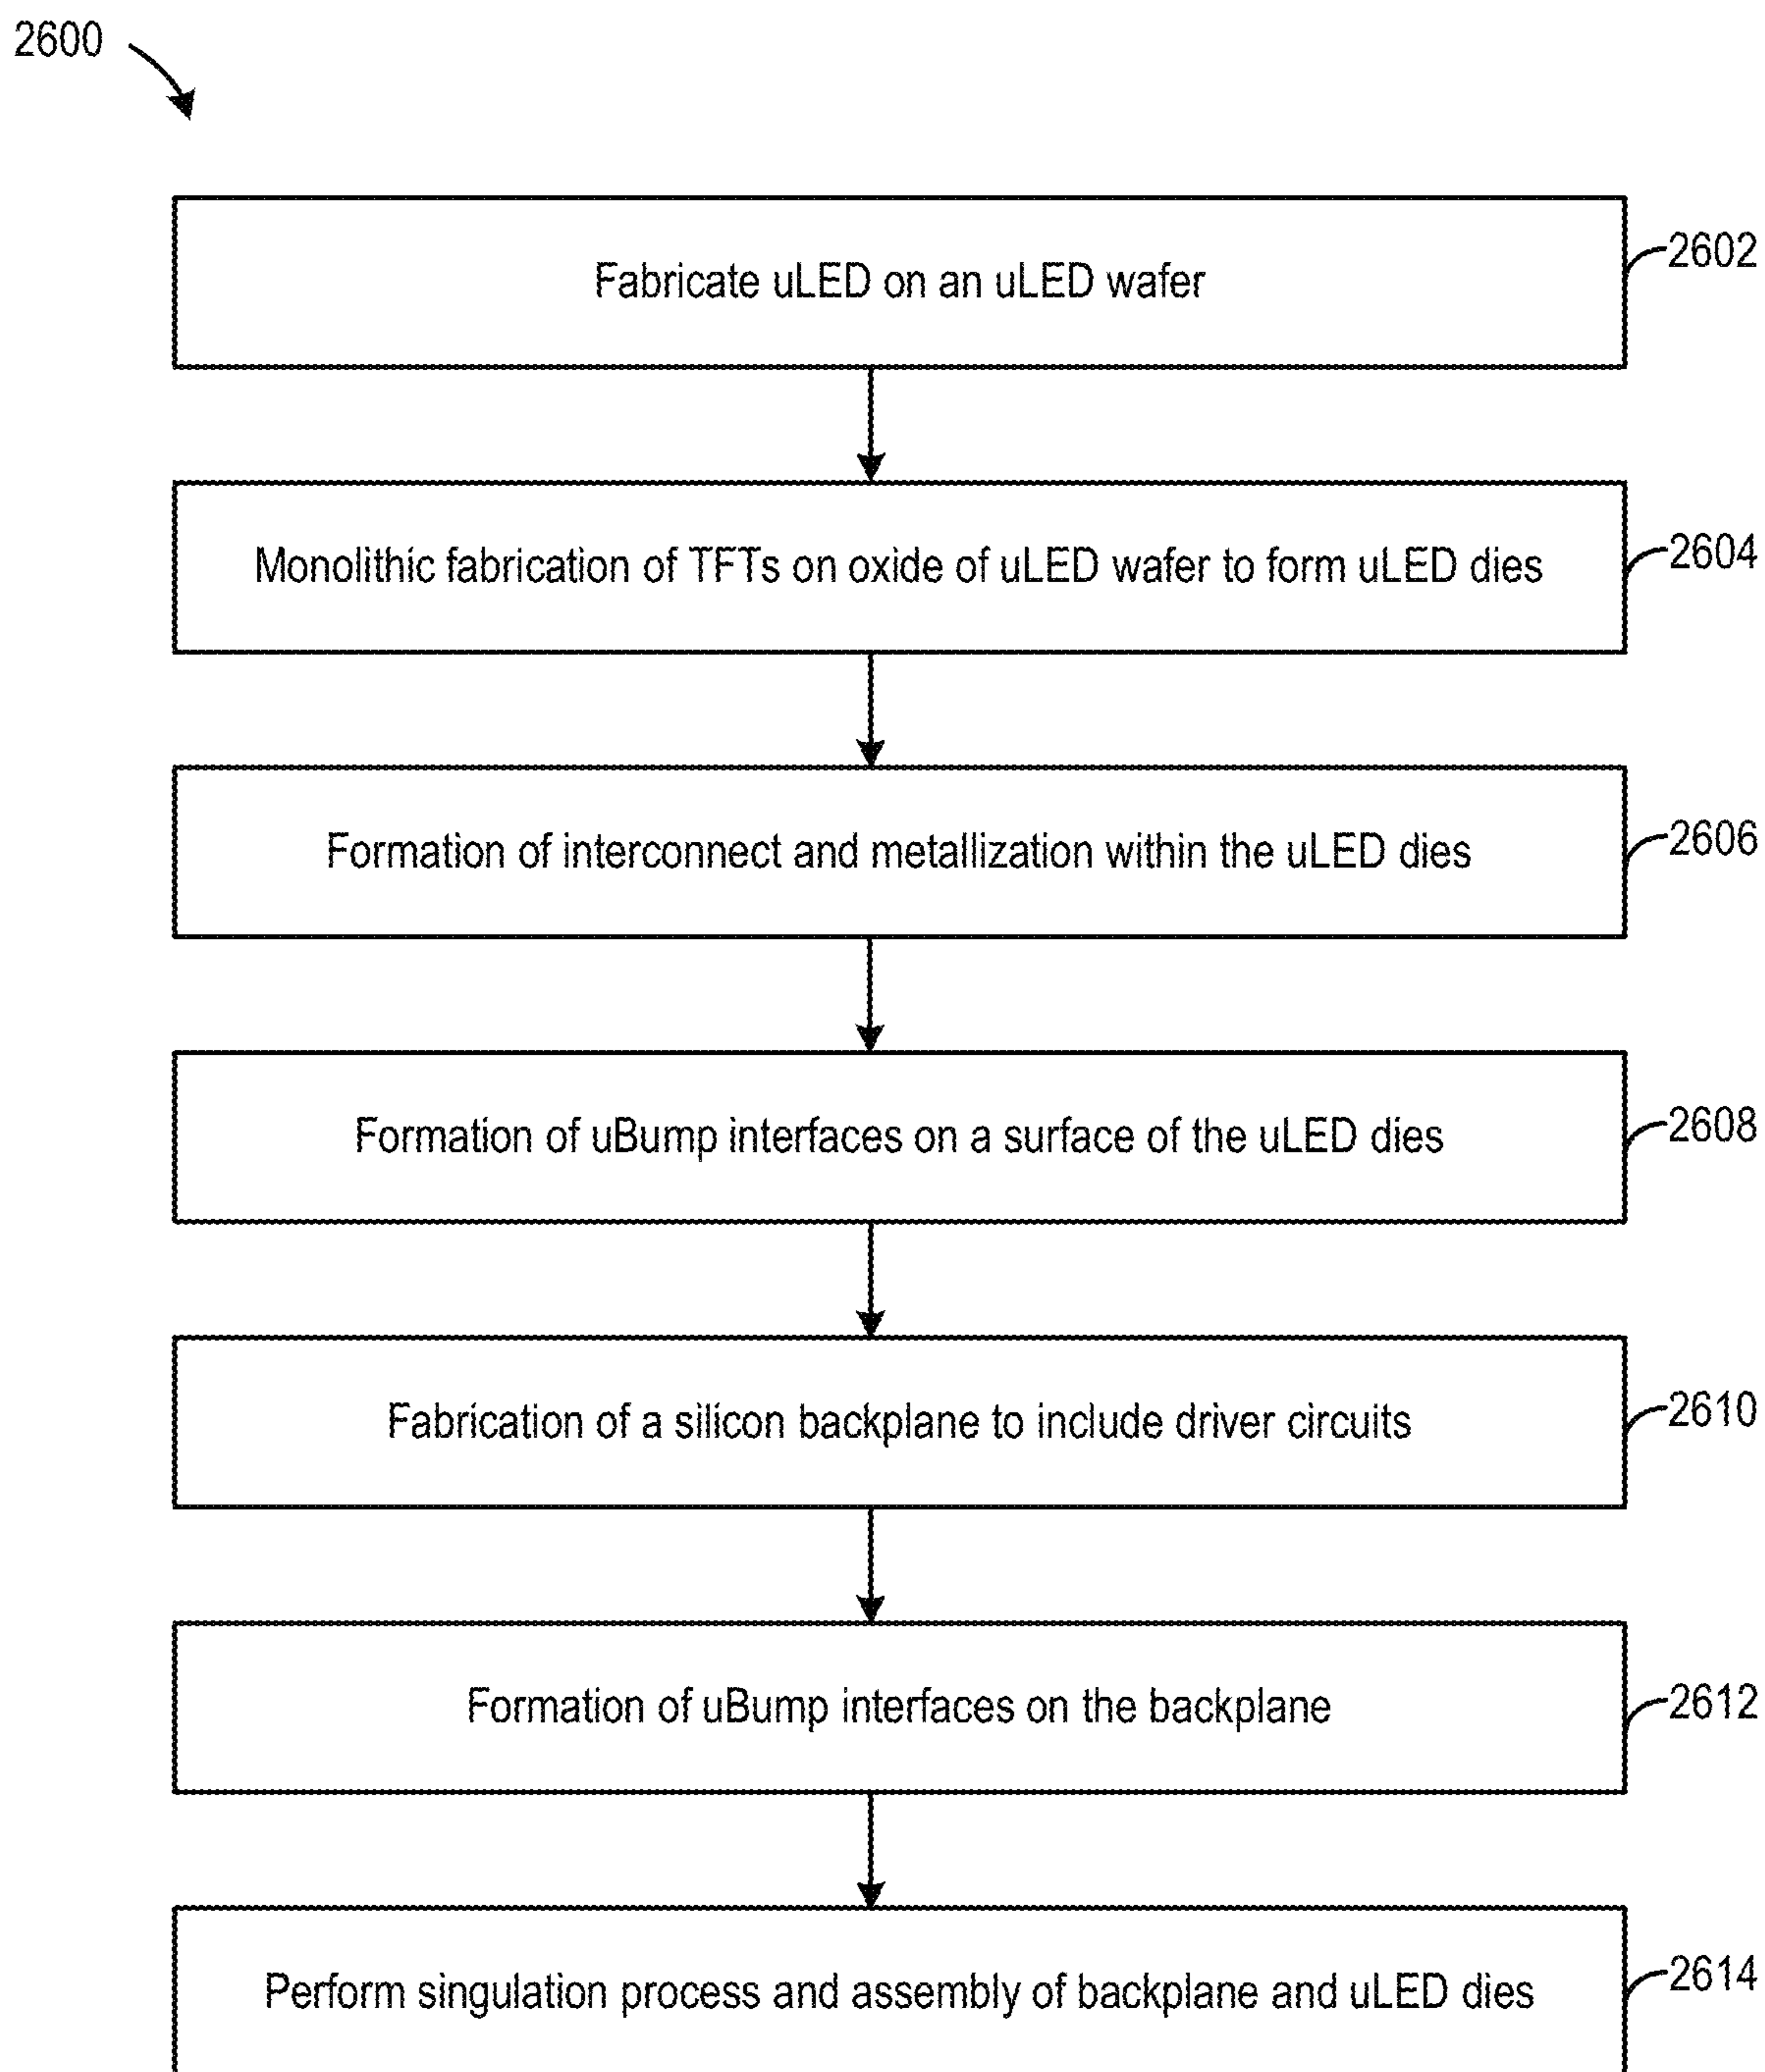 2600
Fabricate uLED on an uLED wafer
2602
Monolithic fabrication of TFTs on oxide of uLED wafer to form uLED dies
2604
Formation of interconnect and metallization within the uLED dies
2606
Formation of uBump interfaces on a surface of the uLED dies
2608
Fabrication of a silicon backplane to include driver circuits
2610
Formation of uBump interfaces on the backplane
2612
Perform singulation process and assembly of backplane and uLED dies
2614